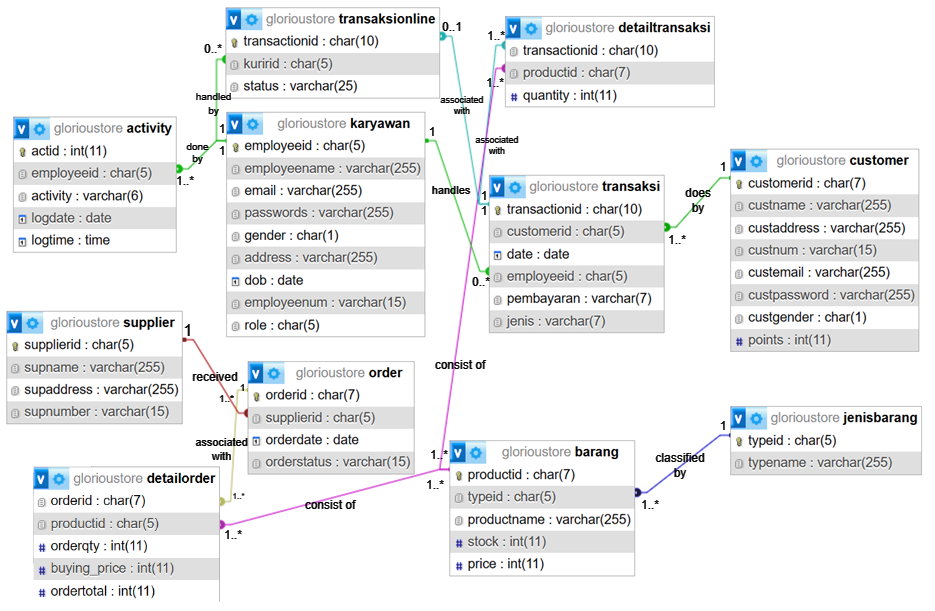 glorioustore transaksionline
transactionid : char(10)
kuririd : char(5)
status : varchar(25)
0..1
0..*
handled
by
1
1
glorioustore detailtransaksi
transactionid : char(10)
productid : char(7)
quantity : int(11)
1..*
1..*
associated
with
associated
with
glorioustore activity
actid : int(11)
employeeid : char(5)
activity : varchar(6)
logdate : date
logtime : time
done
by
1..*
glorioustore karyawan
employeeid : char(5)
employeename : varchar(255)
email : varchar(255)
passwords : varchar(255)
gender : char(1)
address : varchar(255)
dob : date
employeenum : varchar(15)
role : char(5)
1
handles
0..*
1
1
glorioustore transaksi
transactionid : char(10)
customerid : char(5)
date : date
employeeid : char(5)
pembayaran : varchar(7)
jenis : varchar(7)
1
does
by
1..*
glorioustore customer
customerid : char(7)
custname : varchar(255)
custaddress : varchar(255)
custnum : varchar(15)
custemail : varchar(255)
custpassword : varchar(255)
custgender : char(1)
points : int(11)
glorioustore supplier
supplierid : char(5)
supname : varchar(255)
supaddress : varchar(255)
supnumber : varchar(15)
1
received
1..*
1
glorioustore order
orderid : char(7)
supplierid : char(5)
orderdate : date
orderstatus : varchar(15)
associated
with
1..*
consist of
glorioustore detailorder
orderid : char(7)
productid : char(5)
orderqty : int(11)
buying_price : int(11)
ordertotal : int(11)
1..*
consist of
1..*
1..*
glorioustore barang
productid : char(7)
typeid : char(5)
productname : varchar(255)
stock : int(11)
price : int(11)
1
classified
by
1..*
glorioustore jenisbarang
typeid : char(5)
typename : varchar(255)